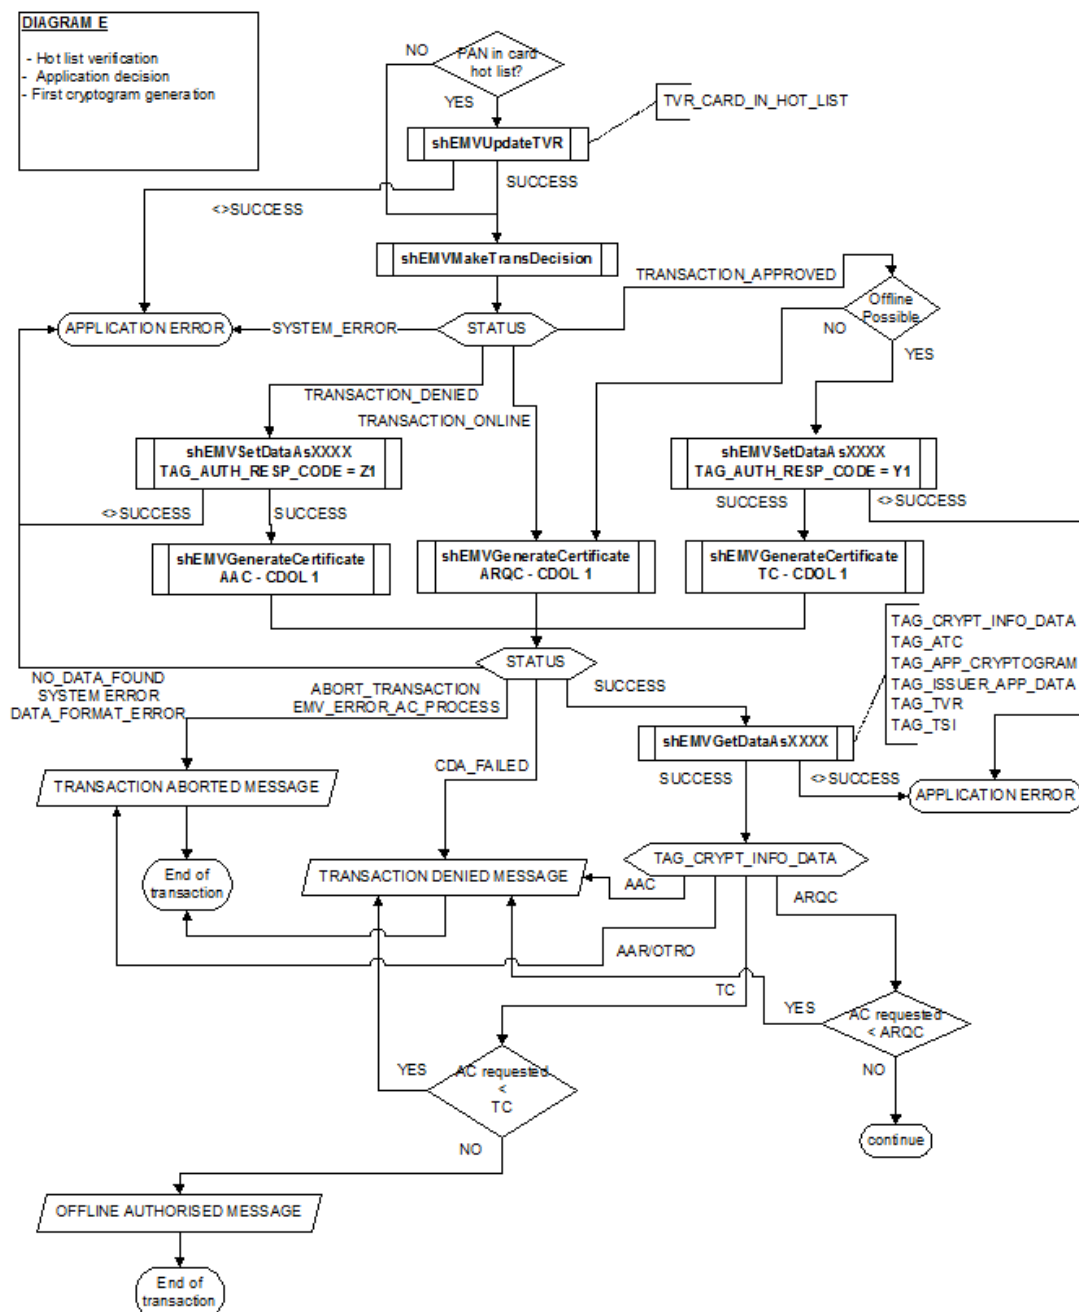 DIAGRAM E
- Hot list verification
- Application decision
- First cryptogram generation
NO
PAN in card
hot list?
YES
TVR_CARD_IN_HOT_LIST
shEMVUpdateTVR
SUCCESS
<>SUCCESS
shEMVMakeTransDecision
TRANSACTION_APPROVED
Offline
Possible
APPLICATION ERROR
SYSTEM_ERROR
STATUS
NO
YES
TRANSACTION_DENIED
TRANSACTION_ONLINE
shEMVSetDataAsXXXX
TAG_AUTH_RESP_CODE = Z1
shEMVSetDataAsXXXX
TAG_AUTH_RESP_CODE = Y1
<>SUCCESS
SUCCESS
SUCCESS
<>SUCCESS
shEMVGenerateCertificate
AAC - CDOL 1
shEMVGenerateCertificate
ARQC - CDOL 1
shEMVGenerateCertificate
TC - CDOL 1
TAG_CRYPT_INFO_DATA
TAG_ATC
TAG_APP_CRYPTOGRAM
TAG_ISSUER_APP_DATA
TAG_TVR
TAG_TSI
STATUS
NO_DATA_FOUND
SYSTEM ERROR
DATA_FORMAT_ERROR
ABORT_TRANSACTION
EMV_ERROR_AC_PROCESS
SUCCESS
shEMVGetDataAsXXXX
CDA_FAILED
SUCCESS
<>SUCCESS
TRANSACTION ABORTED MESSAGE
APPLICATION ERROR
End of
transaction
TRANSACTION DENIED MESSAGE
TAG_CRYPT_INFO_DATA
AAC
ARQC
AAR/OTRO
TC
YES
AC requested
< ARQC
NO
YES
AC requested
<
TC
NO
continue
OFFLINE AUTHORISED MESSAGE
End of
transaction